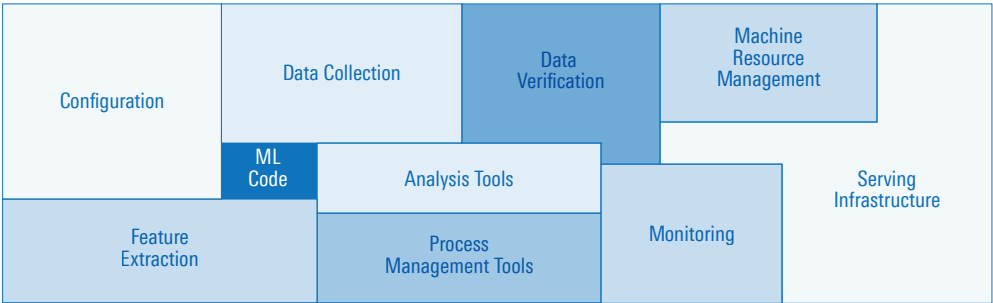 Configuration
Data Collection
Data
Verification
Machine
Resource
Management
ML
Code
Analysis Tools
Serving
Infrastructure
Feature
Extraction
Process
Management Tools
Monitoring